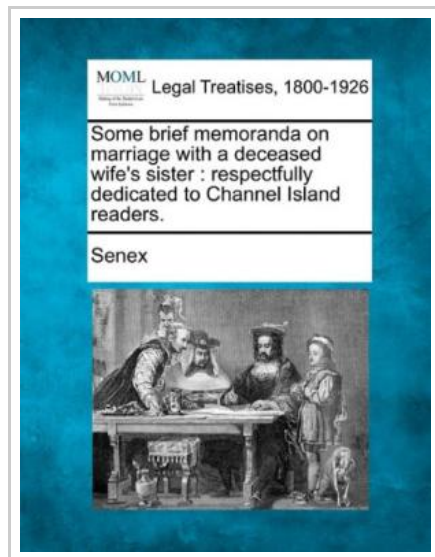 MOML
Legal Treatises, 1800-1926
Some brief memoranda on
marriage with a deceased
wife's sister : respectfully
dedicated to Channel Island
readers.
Senex